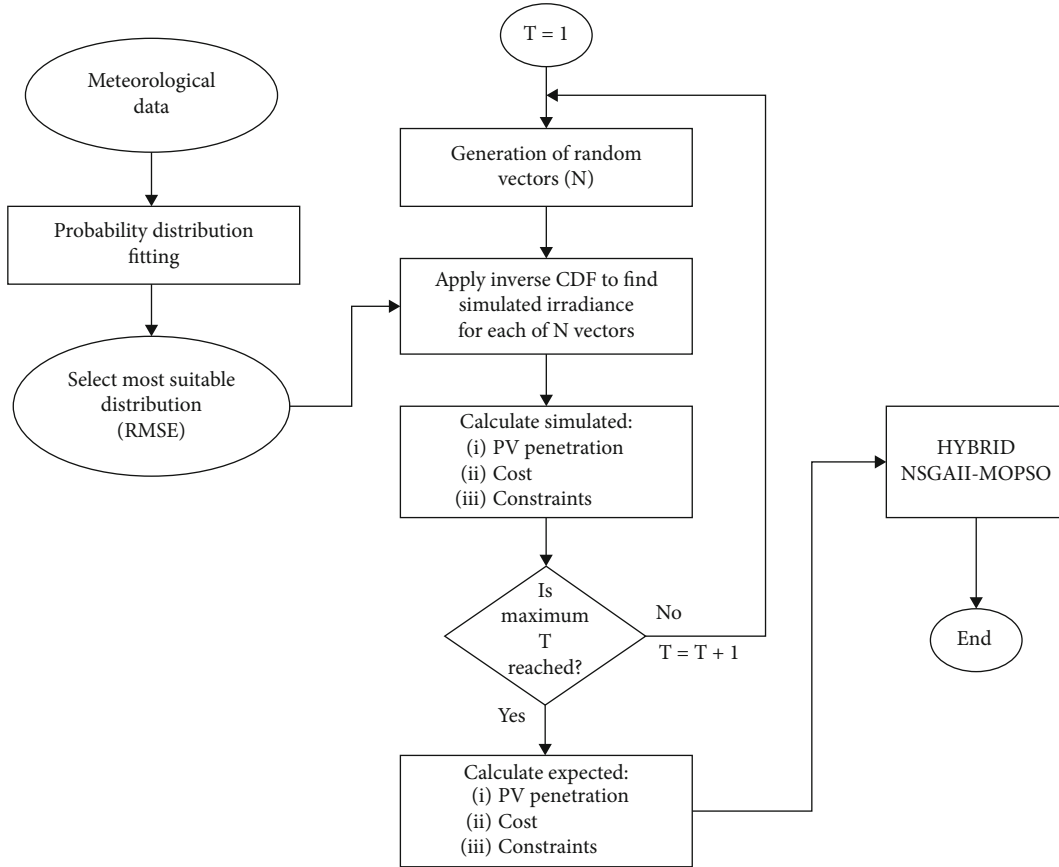 Meteorological
data
Probability distribution
fitting
Select most suitable
distribution
(RMSE)
T = 1
Generation of random
vectors (N)
Apply inverse CDF to find
simulated irradiance
for each of N vectors
Calculate simulated:
(i) PV penetration
(ii) Cost
(iii) Constraints
Is
maximum
T
reached?
No
T = T + 1
Yes
Calculate expected:
(i) PV penetration
(ii) Cost
(iii) Constraints
HYBRID
NSGAII-MOPSO
End